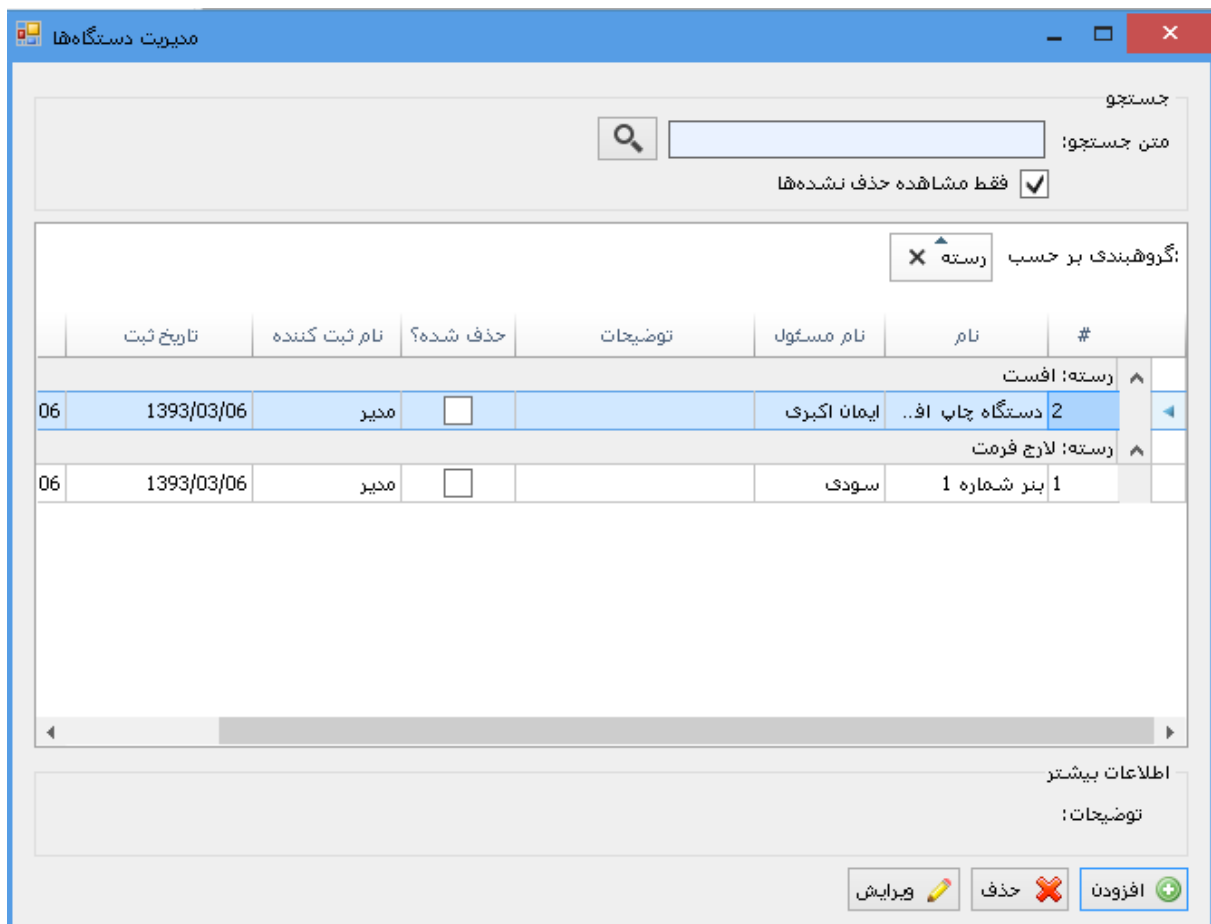 مدیریت دستگاه‌ها
جستجو
متن جستجو:
فقط مشاهده حذف نشده‌ها
گروهبندی بر حسب: رسته
# نام نام مسئول توضیحات حذف شده؟ نام ثبت کننده تاریخ ثبت
رسته: افست
2 دستگاه چاپ اف.. ایمان اکبری مدیر 1393/03/06 06
رسته: لارج فرمت
1 بنر شماره 1 سودی مدیر 1393/03/06 06
اطلاعات بیشتر
توضیحات:
افزودن حذف ویرایش